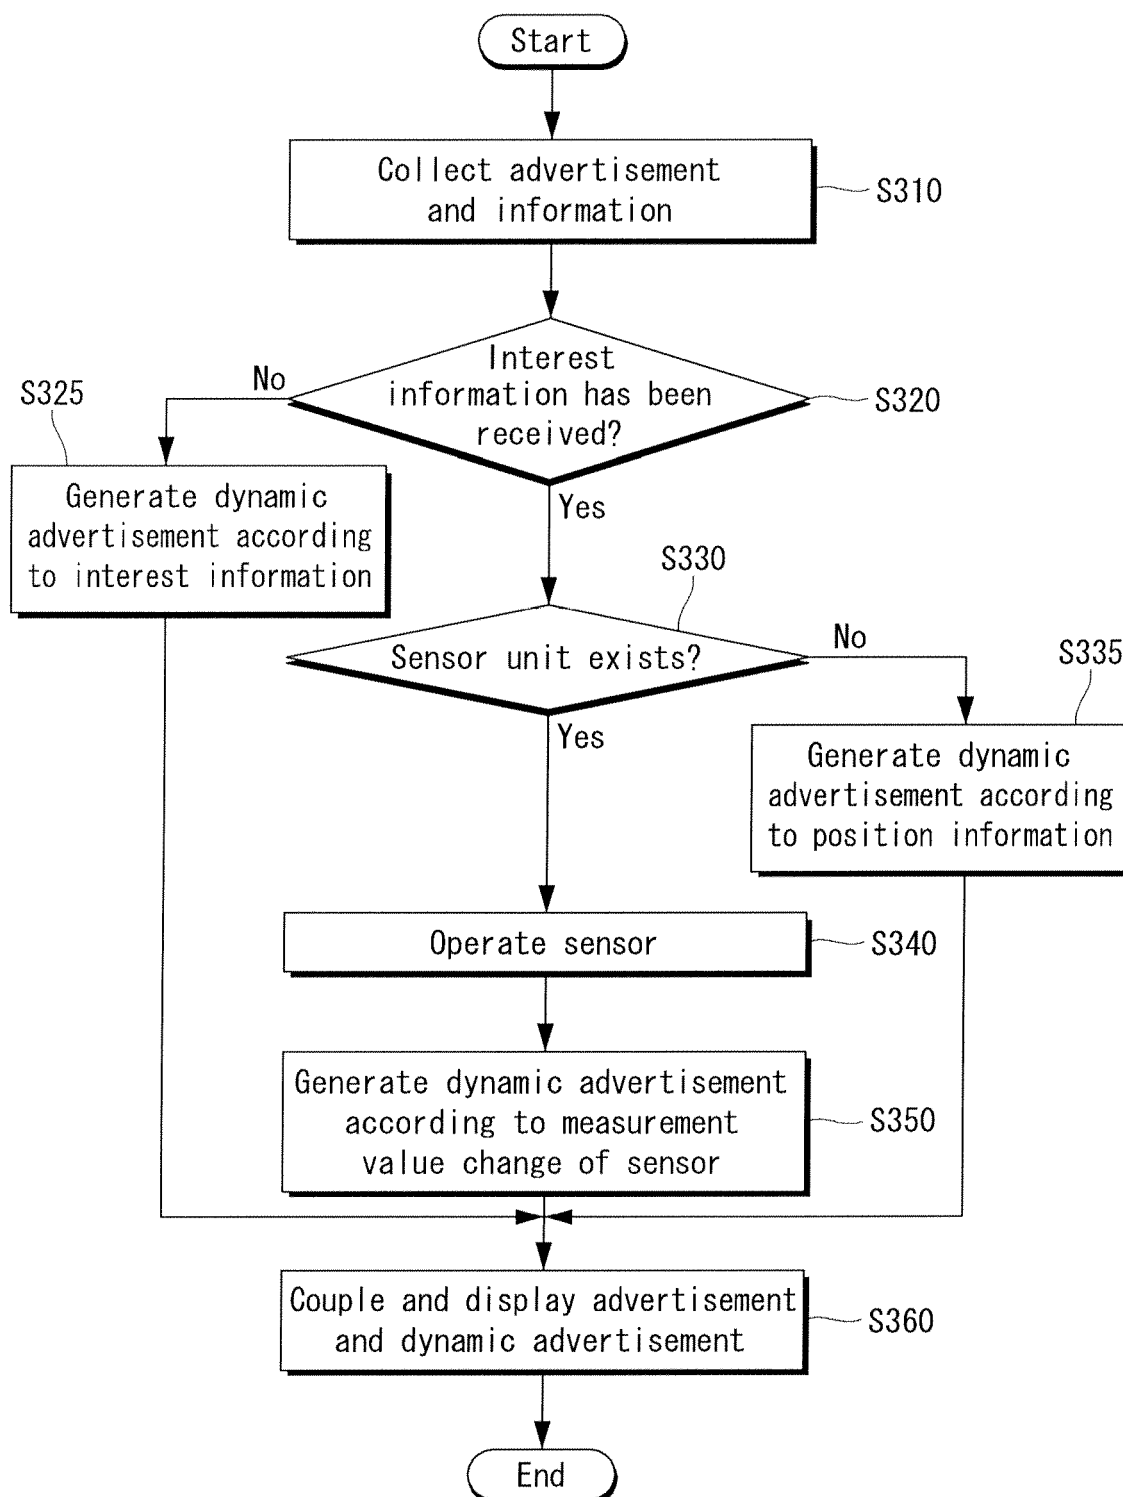 Start
Collect advertisement
and information
S310
Interest
information has been
received?
S320
No
S325
Generate dynamic
advertisement according
to interest information
Yes
S330
Sensor unit exists?
No
S335
Generate dynamic
advertisement according
to position information
Yes
Operate sensor
S340
Generate dynamic advertisement
according to measurement
value change of sensor
S350
Couple and display advertisement
and dynamic advertisement
S360
End